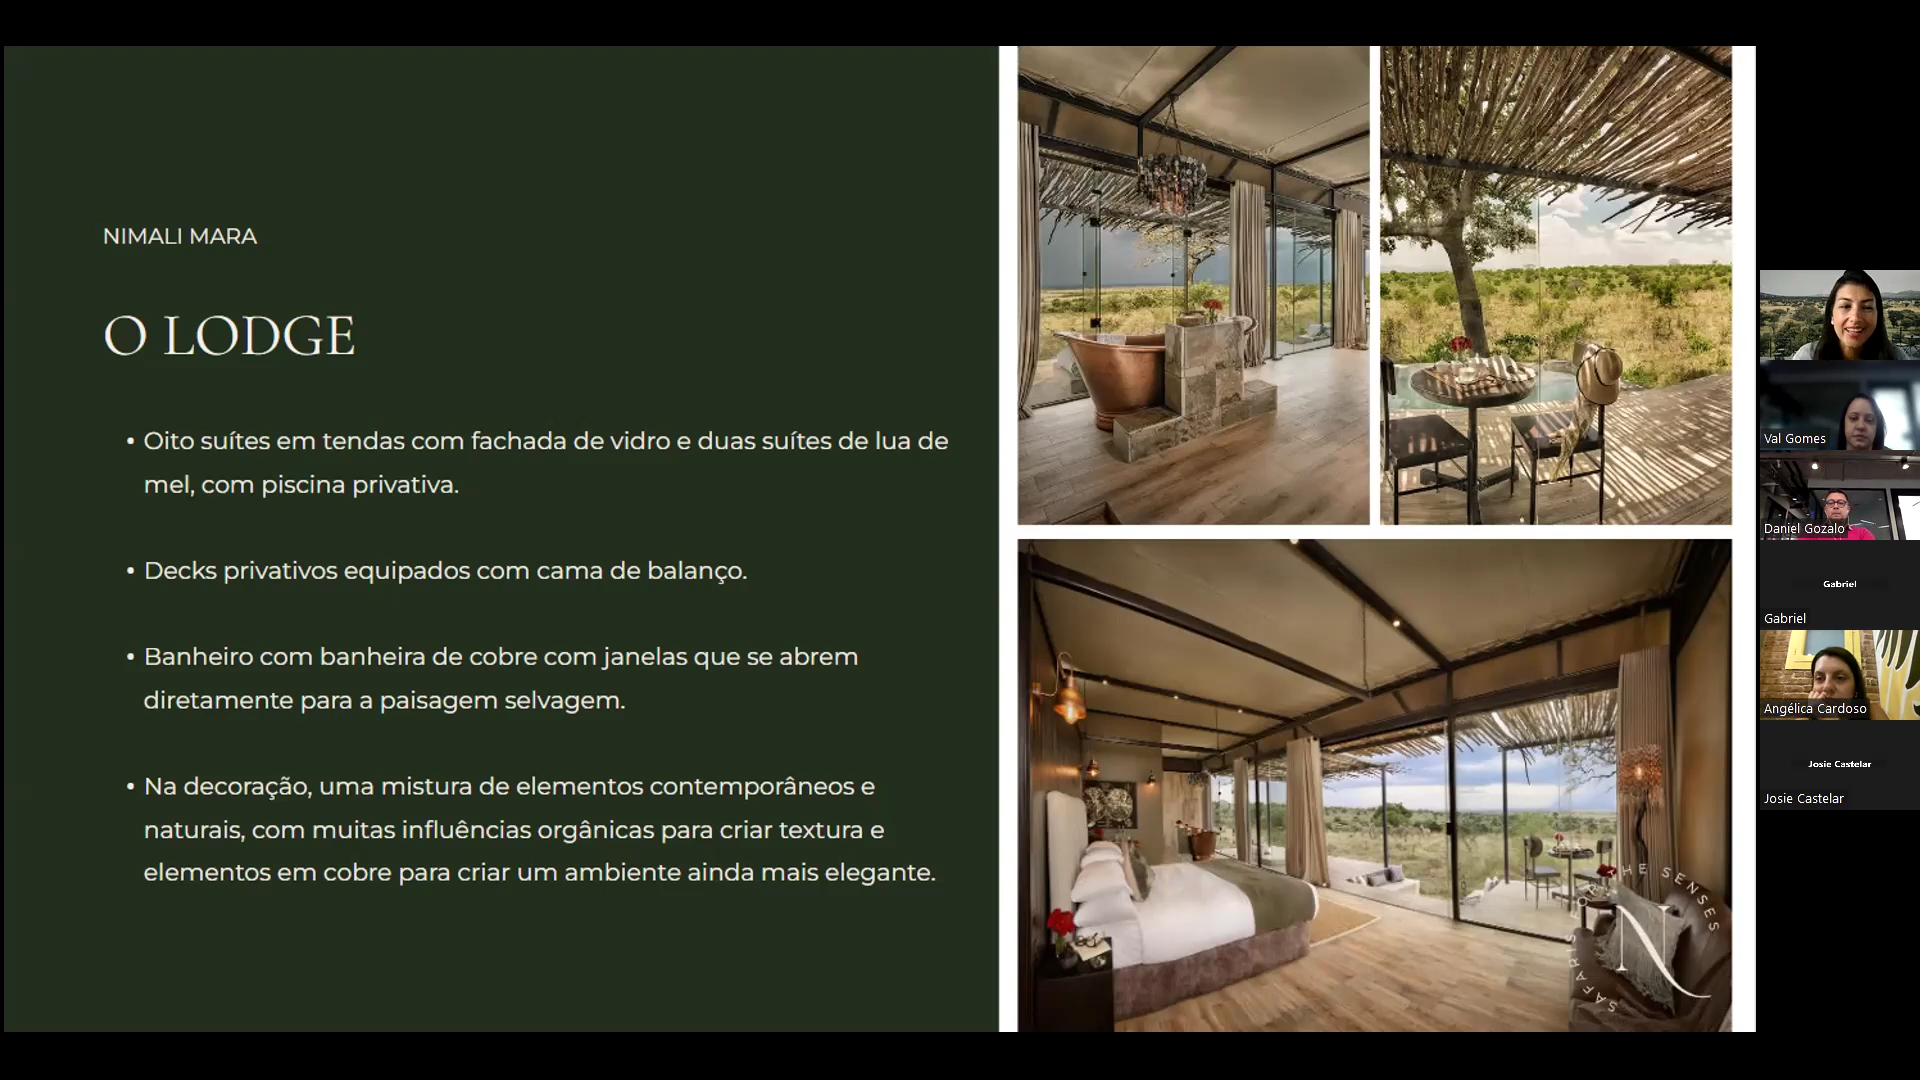 NIMALI MARA
O LODGE
• Oito suítes em tendas com fachada de vidro e duas suítes de lua de
mel, com piscina privativa.
• Decks privativos equipados com cama de balanço.
• Banheiro com banheira de cobre com janelas que se abrem
diretamente para a paisagem selvagem.
• Na decoração, uma mistura de elementos contemporâneos e
naturais, com muitas influências orgânicas para criar textura e
elementos em cobre para criar um ambiente ainda mais elegante.
SAFARIS FOR THE SENSES
N
Val Gomes
Daniel Gozalo
Gabriel
Gabriel
Angélica Cardoso
Josie Castelar
Josie Castelar